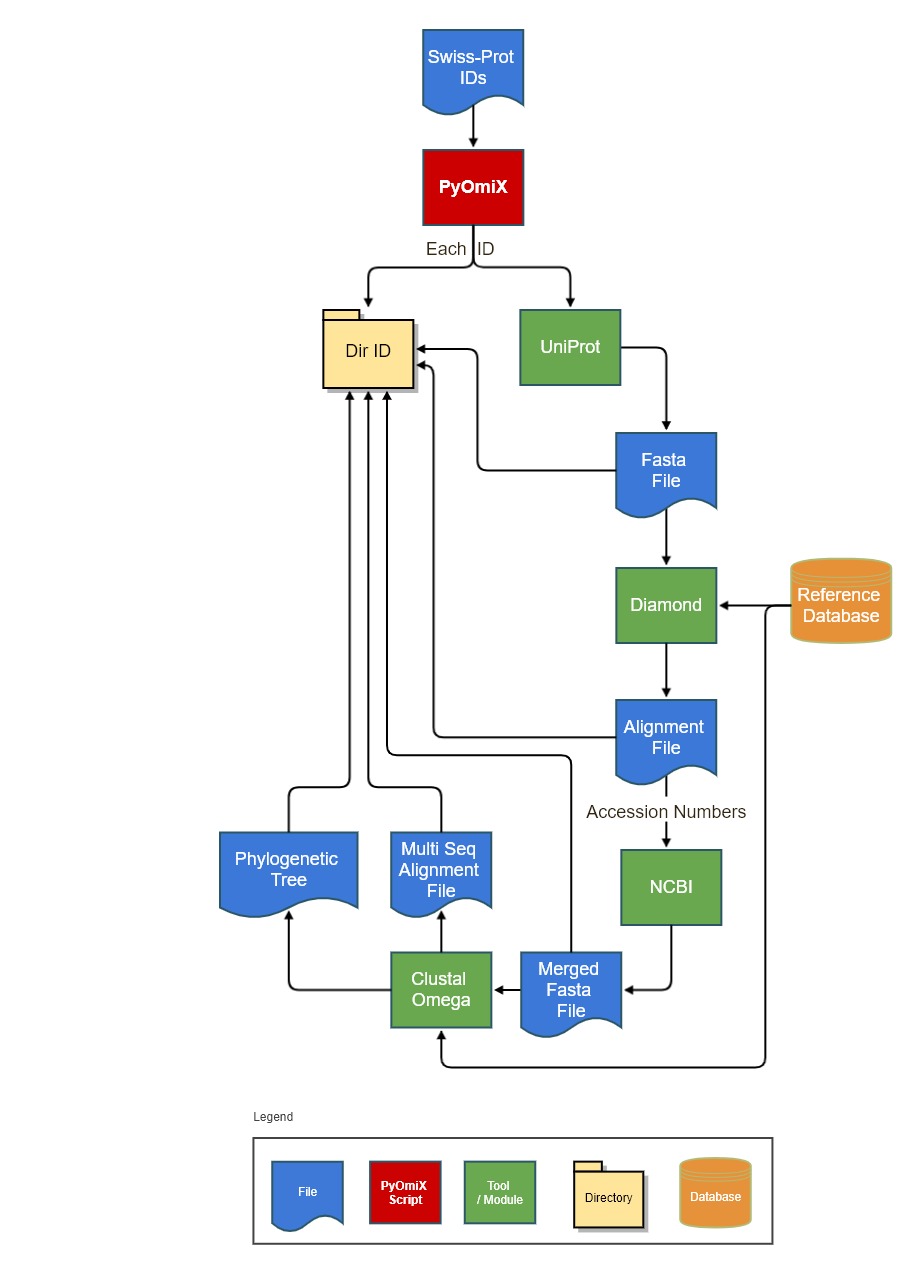 Swiss-Prot
IDs
PyOmiX
Each ID
Dir ID
UniProt
Fasta
File
Diamond
Reference
Database
Alignment
File
Accession Numbers
Phylogenetic
Tree
Multi Seq
Alignment
File
NCBI
Clustal
Omega
Merged
Fasta
File
Legend
File
PyOmiX
Script
Tool
/ Module
Directory
Database